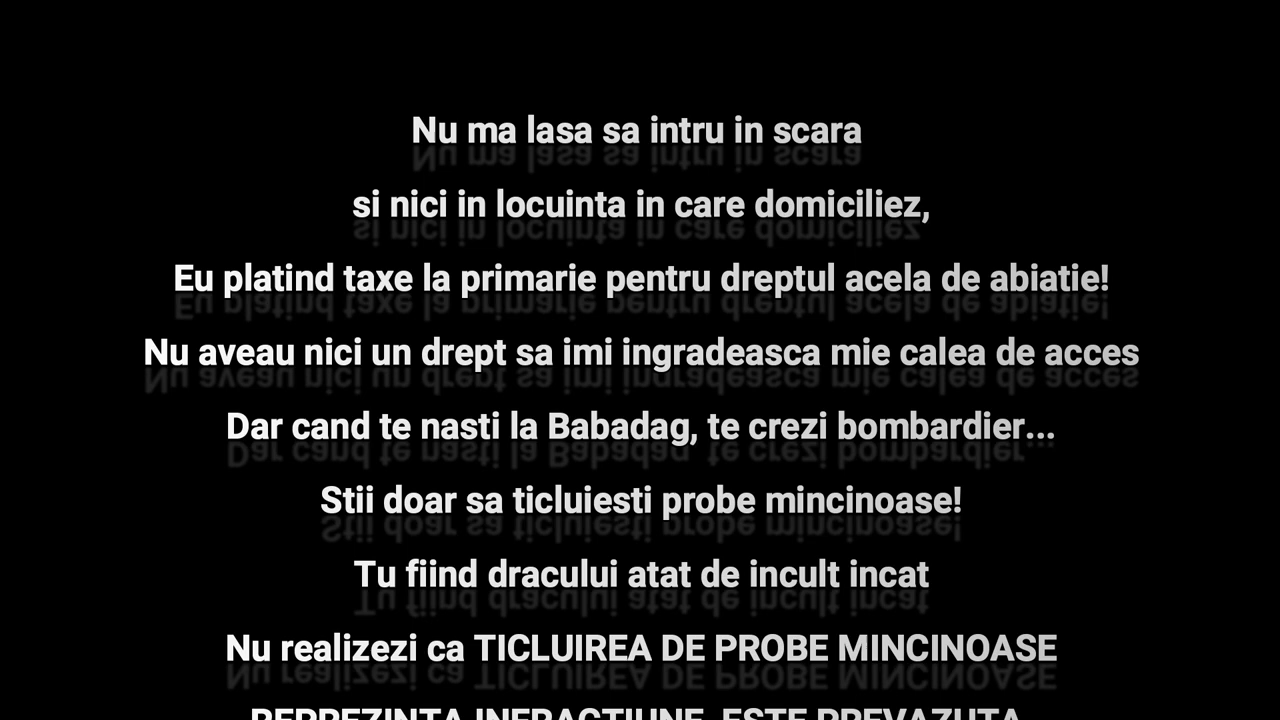 Nu ma lasa sa intru in scara
si nici in locuinta in care domiciliez,
Eu platind taxe la primarie pentru dreptul acela de abiatie!
Nu aveau nici un drept sa imi ingradeasca mie calea de acces
Dar cand te nasti la Babadag, te crezi bombardier...
Stii doar sa ticluiesti probe mincinoase!
Tu fiind dracului atat de incult incat
Nu realizezi ca TICLUIREA DE PROBE MINCINOASE
REPREZINTA INFRACTIUNE, ESTE PREVAZUTA